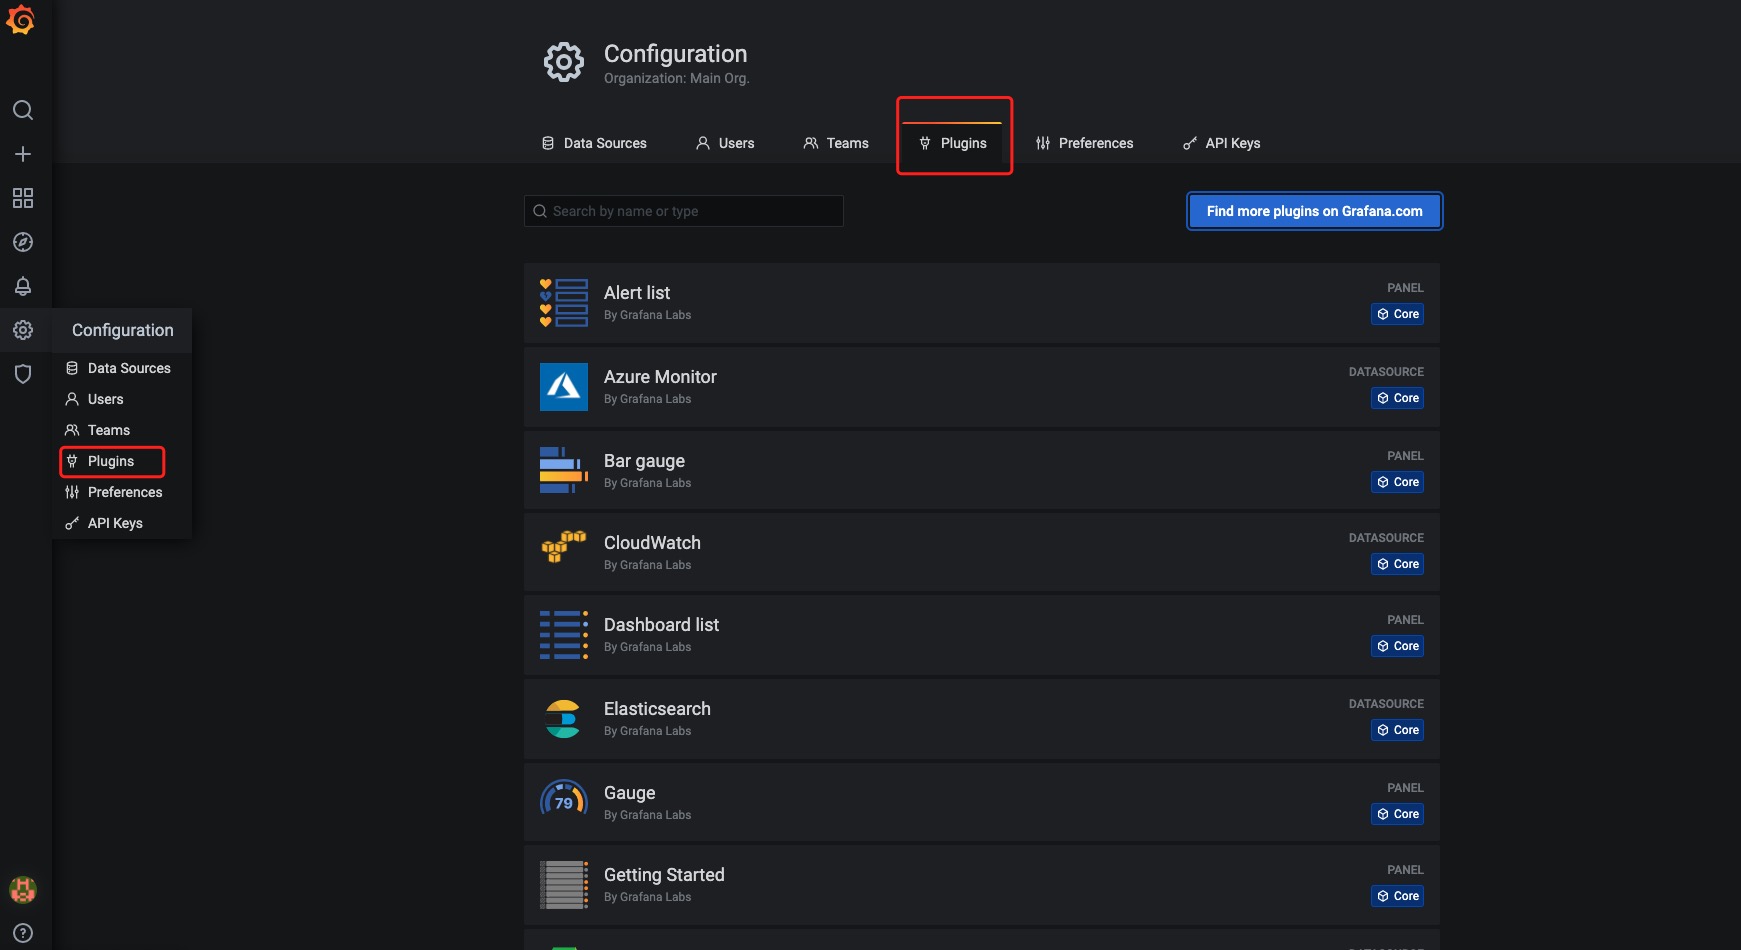 Configuration
Organization: Main Org.
Data Sources
Users
Teams
Plugins
Preferences
API Keys
Search by name or type
Find more plugins on Grafana.com
Configuration
Data Sources
Users
Teams
Plugins
Preferences
API Keys
Alert list
By Grafana Labs
PANEL
Core
Azure Monitor
By Grafana Labs
DATASOURCE
Core
Bar gauge
By Grafana Labs
PANEL
Core
CloudWatch
By Grafana Labs
DATASOURCE
Core
Dashboard list
By Grafana Labs
PANEL
Core
Elasticsearch
By Grafana Labs
DATASOURCE
Core
79
Gauge
By Grafana Labs
PANEL
Core
Getting Started
By Grafana Labs
PANEL
Core